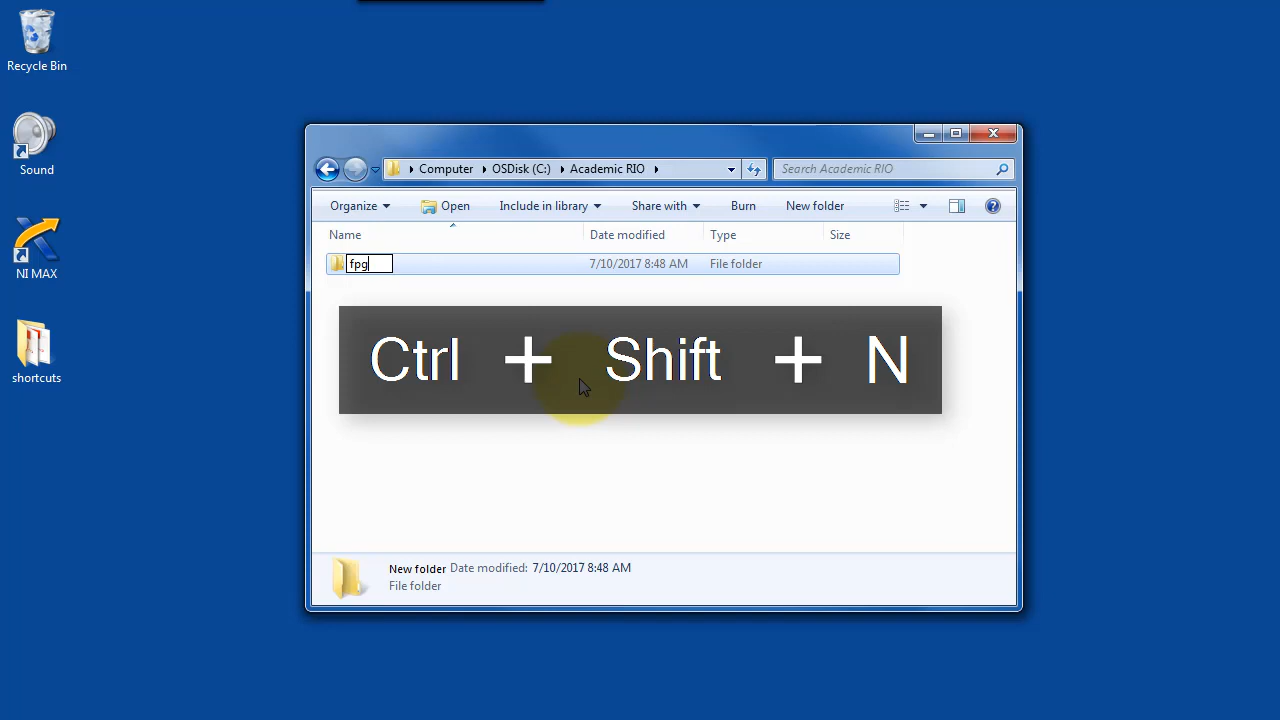 Recycle Bin
Sound
NI MAX
shortcuts
Computer OSDisk (C:) Academic RIO
Search Academic RIO
Organize Open Include in library Share with Burn New folder
Name Date modified Type Size
fpg 7/10/2017 8:48 AM File folder
Ctrl + Shift + N
New folder Date modified: 7/10/2017 8:48 AM
File folder